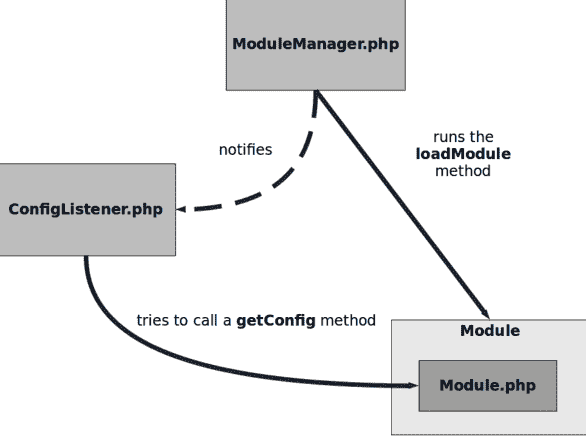 ModuleManager.php
notifies
runs the
loadModule
method
ConfigListener.php
tries to call a getConfig method
Module
Module.php